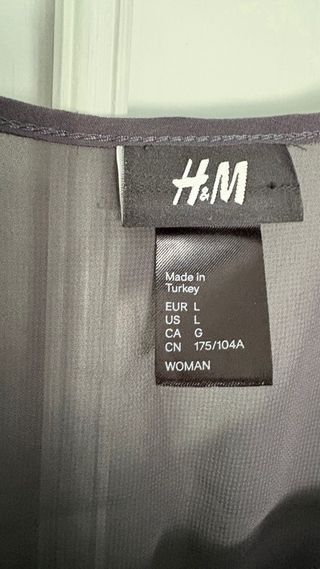 H&M
Made in
Turkey
EUR L
US L
CA G
CN 175/104A
WOMAN